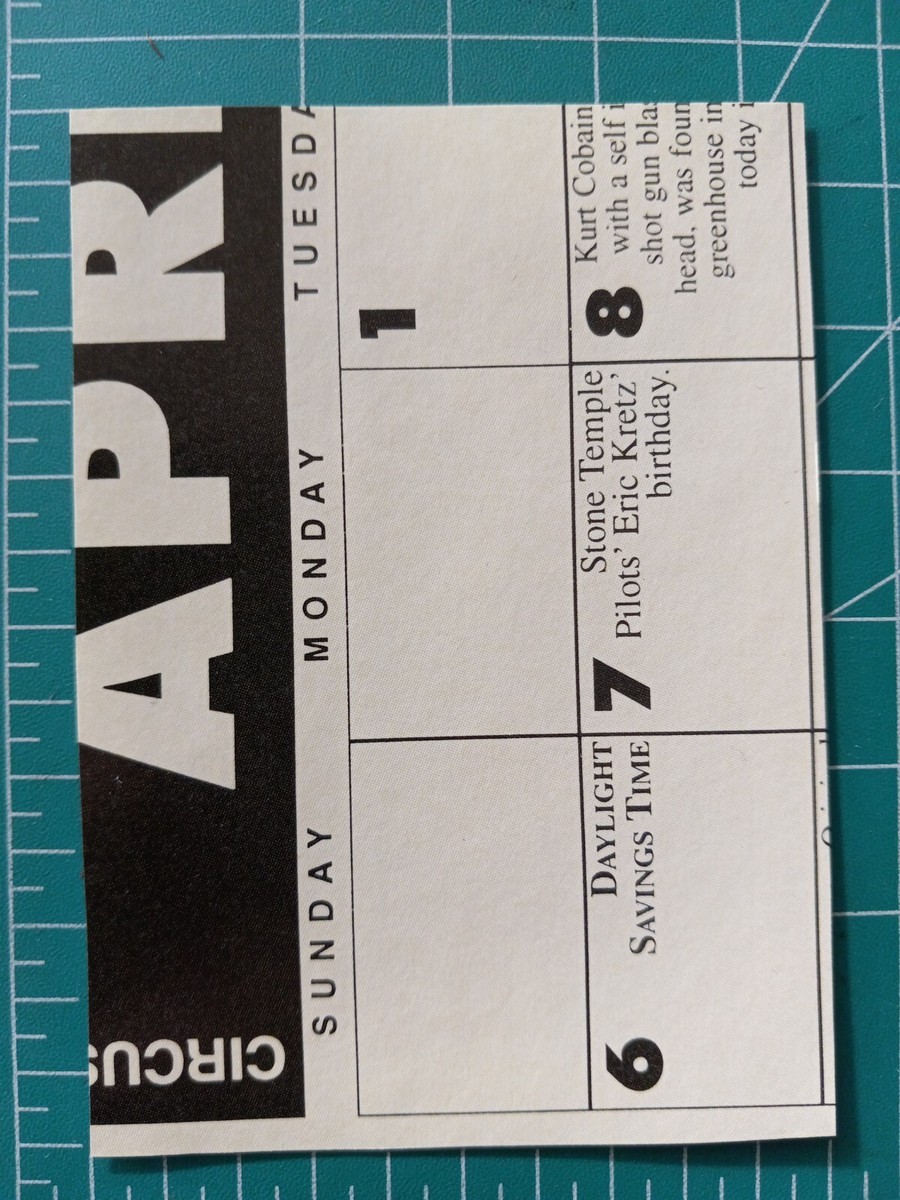 CIRCUS
APRI
SUNDAY MONDAY TUESDA
1
6 DAYLIGHT
SAVINGS TIME
7 Stone Temple
Pilots' Eric Kretz'
birthday.
8 Kurt Cobain
with a self i
shot gun blas
head, was foun
greenhouse in
today i